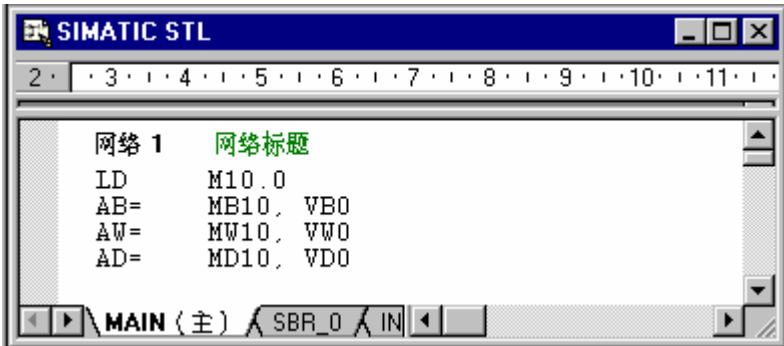 SIMATIC STL
2 · · 3 · ı · 4 · ı · 5 · ı · 6 · ı · 7 · ı · 8 · ı · 9 · ı · 10 · ı · 11 · ı ·
网络 1 网络标题
LD M10.0
AB= MB10, VB0
AW= MW10, VW0
AD= MD10, VD0
MAIN (主) SBR_0 IN